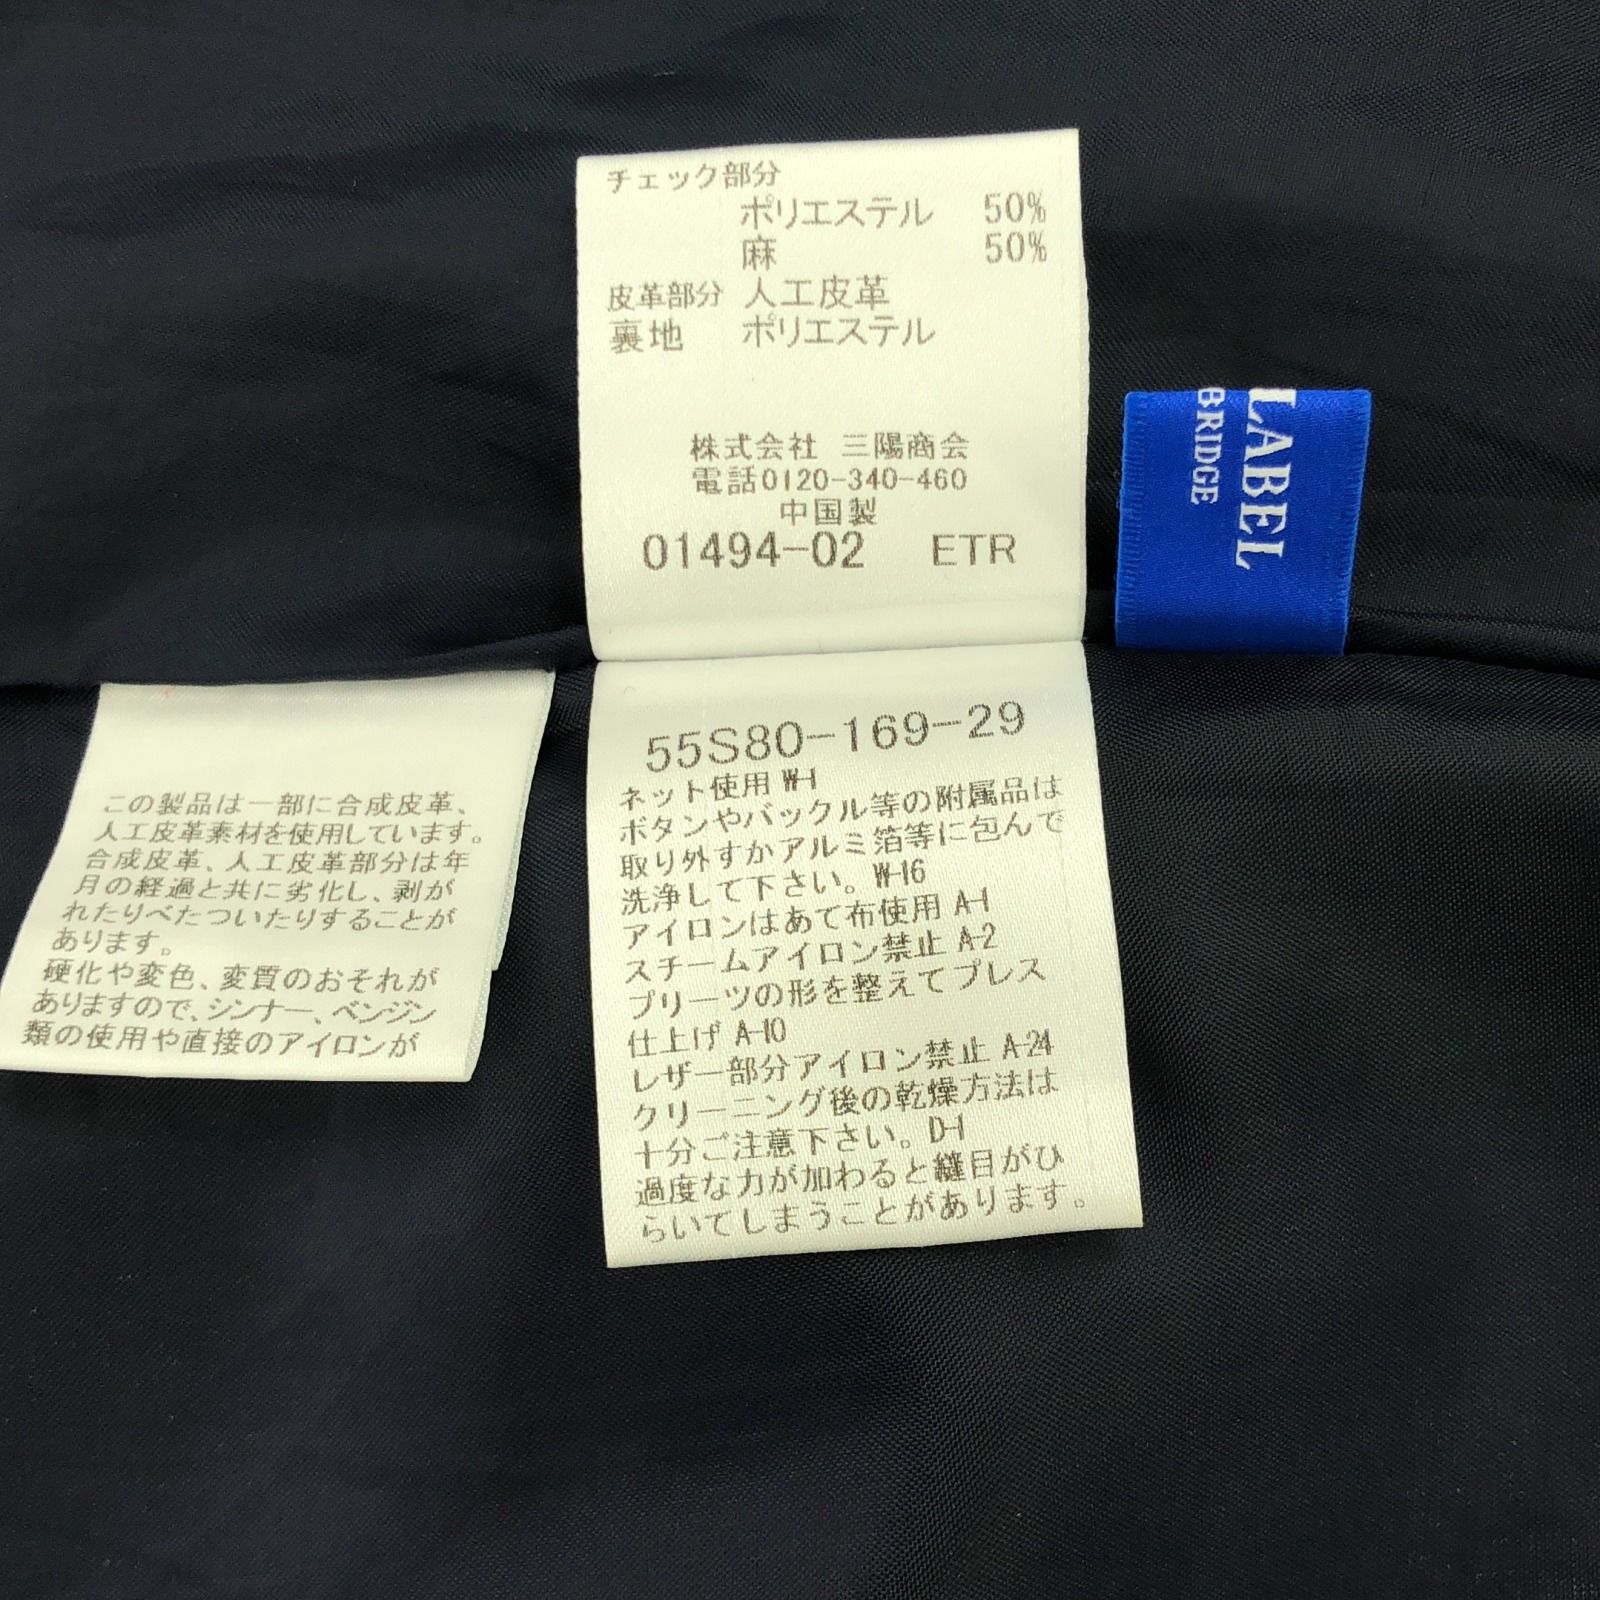 チェック部分
ポリエステル 50%
麻 50%
皮革部分 人工皮革
裏地 ポリエステル
株式会社 三陽商会
電話0120-340-460
中国製
01494-02 ETR
LABEL
BRIDGE
55S80-169-29
ネット使用 W-1
ボタンやバックル等の附属品は
取り外すかアルミ箔等に包んで
洗浄して下さい。W-16
アイロンはあて布使用 A-1
スチームアイロン禁止 A-2
プリーツの形を整えてプレス
仕上げ A-10
レザー部分アイロン禁止 A-24
クリーニング後の乾燥方法は
十分ご注意下さい。D-1
過度な力が加わると縫目がひ
らいてしまうことがあります。
この製品は一部に合成皮革、
人工皮革素材を使用しています。
合成皮革、人工皮革部分は年
月の経過と共に劣化し、剥が
れたりべたついたりすることが
あります。
硬化や変色、変質のおそれが
ありますので、シンナー、ベンジン
類の使用や直接のアイロンが